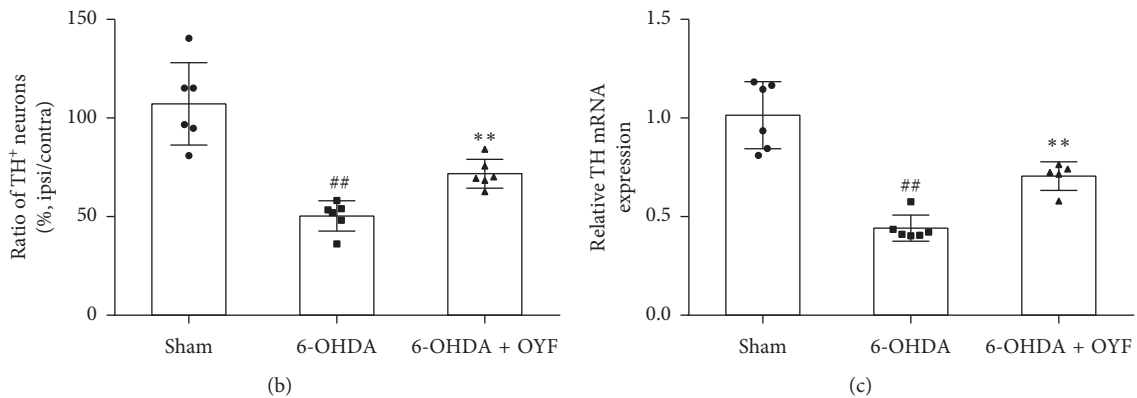 Ratio of TH⁺ neurons
(%, ipsi/contra)
150
100
50
0
##
**
Sham
6-OHDA
6-OHDA + OYF
(b)
Relative TH mRNA
expression
1.5
1.0
0.5
0.0
##
**
Sham
6-OHDA
6-OHDA + OYF
(c)